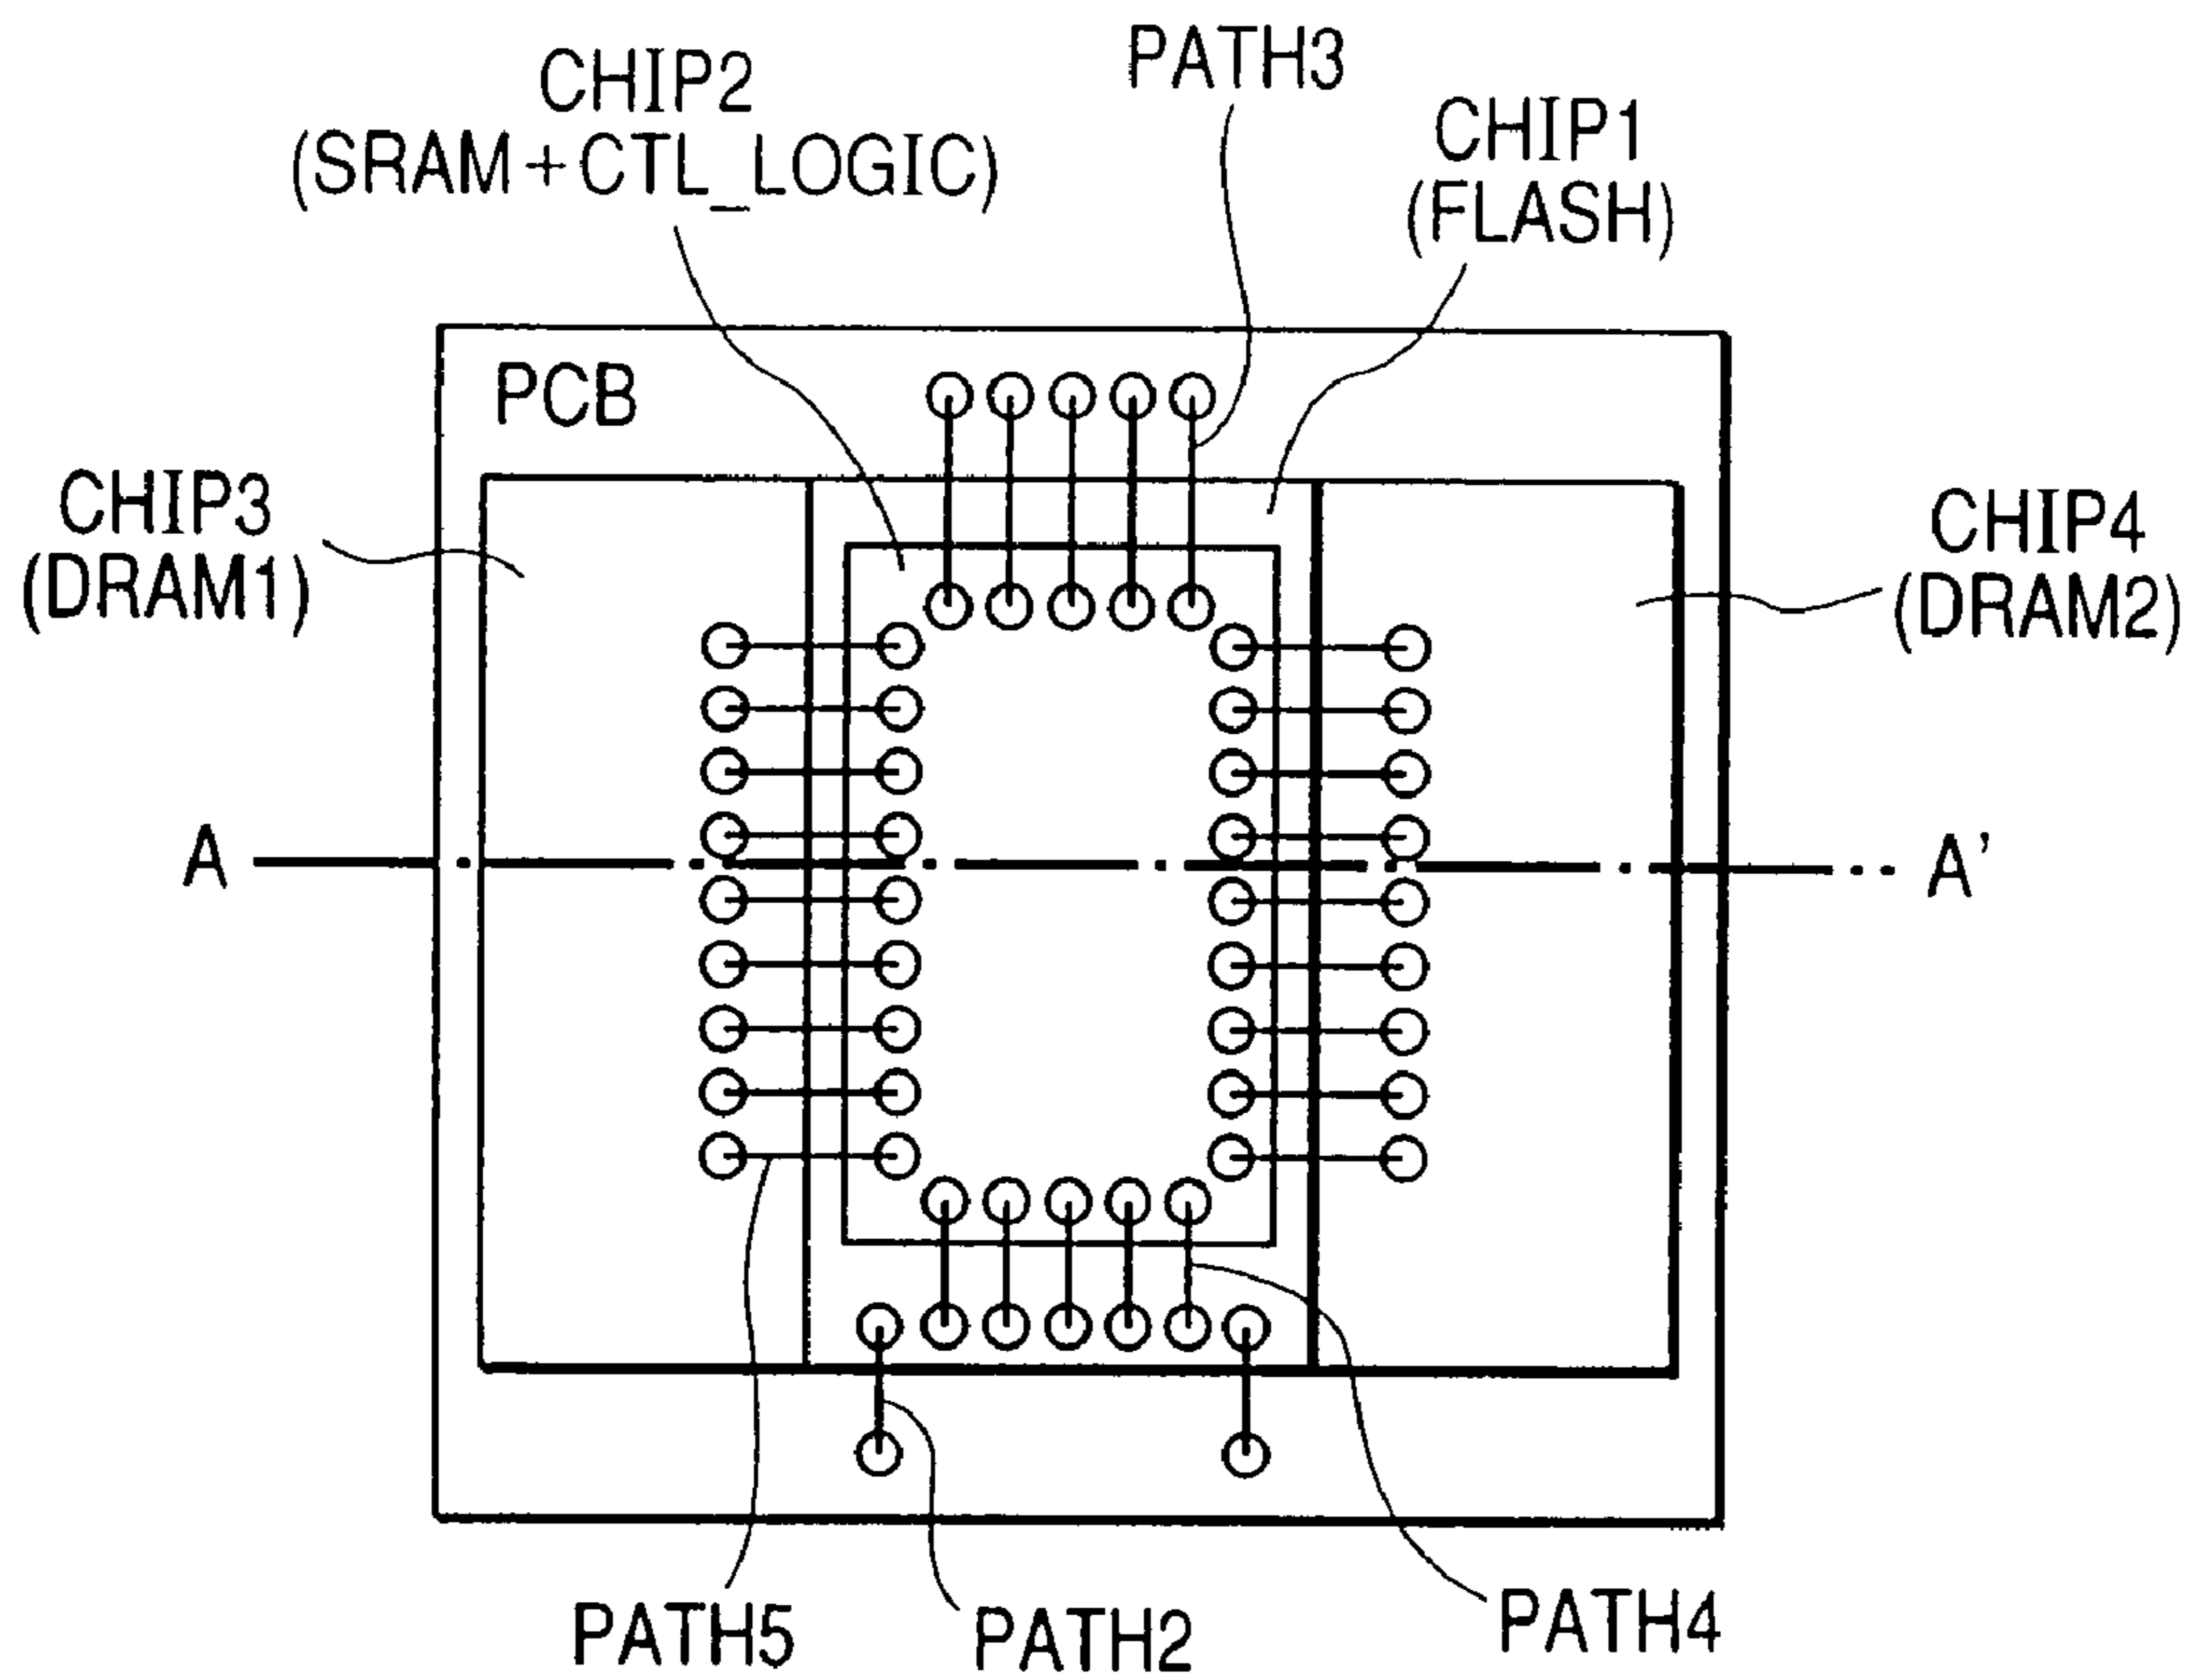 PATH3
CHIP2
(SRAM+CTL_LOGIC)
CHIP1
(FLASH)
PCB
CHIP3
(DRAM1)
CHIP4
(DRAM2)
A
A'
PATH5
PATH2
PATH4